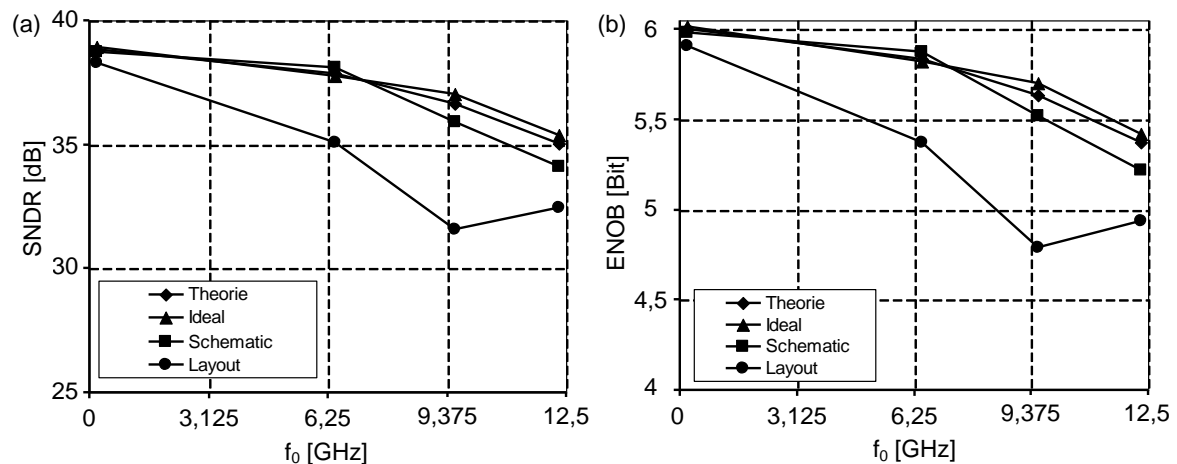 (a)
SNDR [dB]
40
35
30
25
Theorie
Ideal
Schematic
Layout
0
3,125
6,25
9,375
12,5
f₀ [GHz]
(b)
ENOB [Bit]
6
5,5
5
4,5
4
Theorie
Ideal
Schematic
Layout
0
3,125
6,25
9,375
12,5
f₀ [GHz]